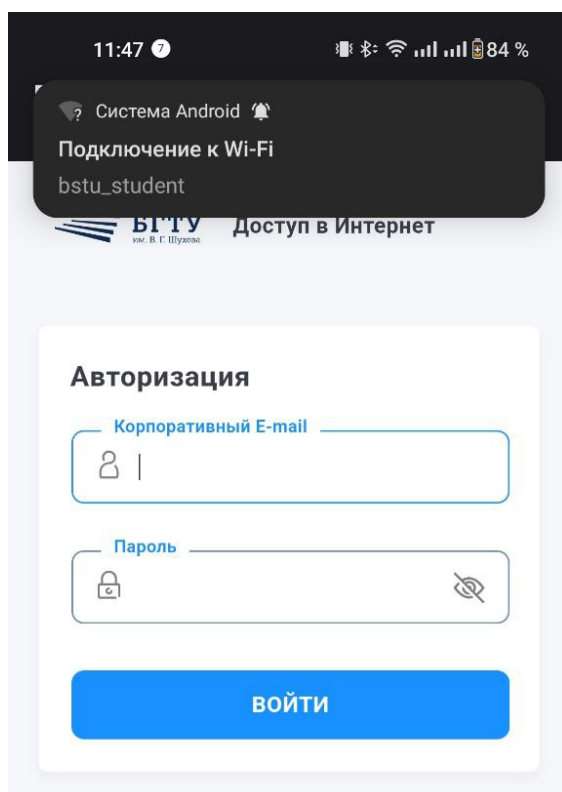 11:47 7 84 %
Система Android
Подключение к Wi-Fi
bstu_student
БГТУ
им. В. Г. Шухова
Доступ в Интернет
Авторизация
Корпоративный E-mail
Пароль
ВОЙТИ